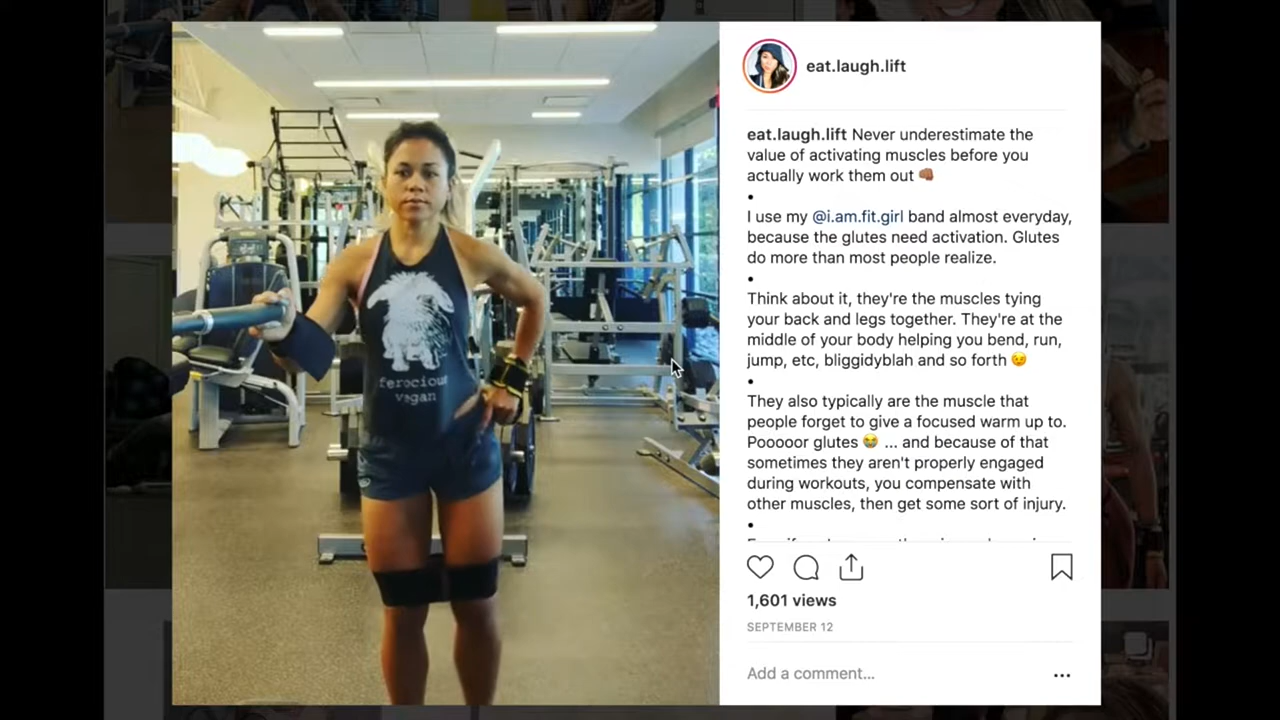 eat.laugh.lift
eat.laugh.lift Never underestimate the
value of activating muscles before you
actually work them out 👊🏽
•
I use my @i.am.fit.girl band almost everyday,
because the glutes need activation. Glutes
do more than most people realize.
•
Think about it, they're the muscles tying
your back and legs together. They're at the
middle of your body helping you bend, run,
jump, etc, bliggidyblah and so forth 😉
•
They also typically are the muscle that
people forget to give a focused warm up to.
Pooooor glutes 😂 ... and because of that
sometimes they aren't properly engaged
during workouts, you compensate with
other muscles, then get some sort of injury.
•
1,601 views
SEPTEMBER 12
Add a comment...
ferocious
vegan